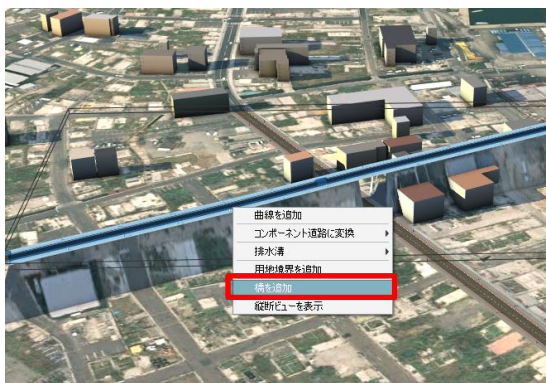 曲線を追加
コンポーネント道路に変換
排水溝
用地境界を追加
橋を追加
縦断ビューを表示